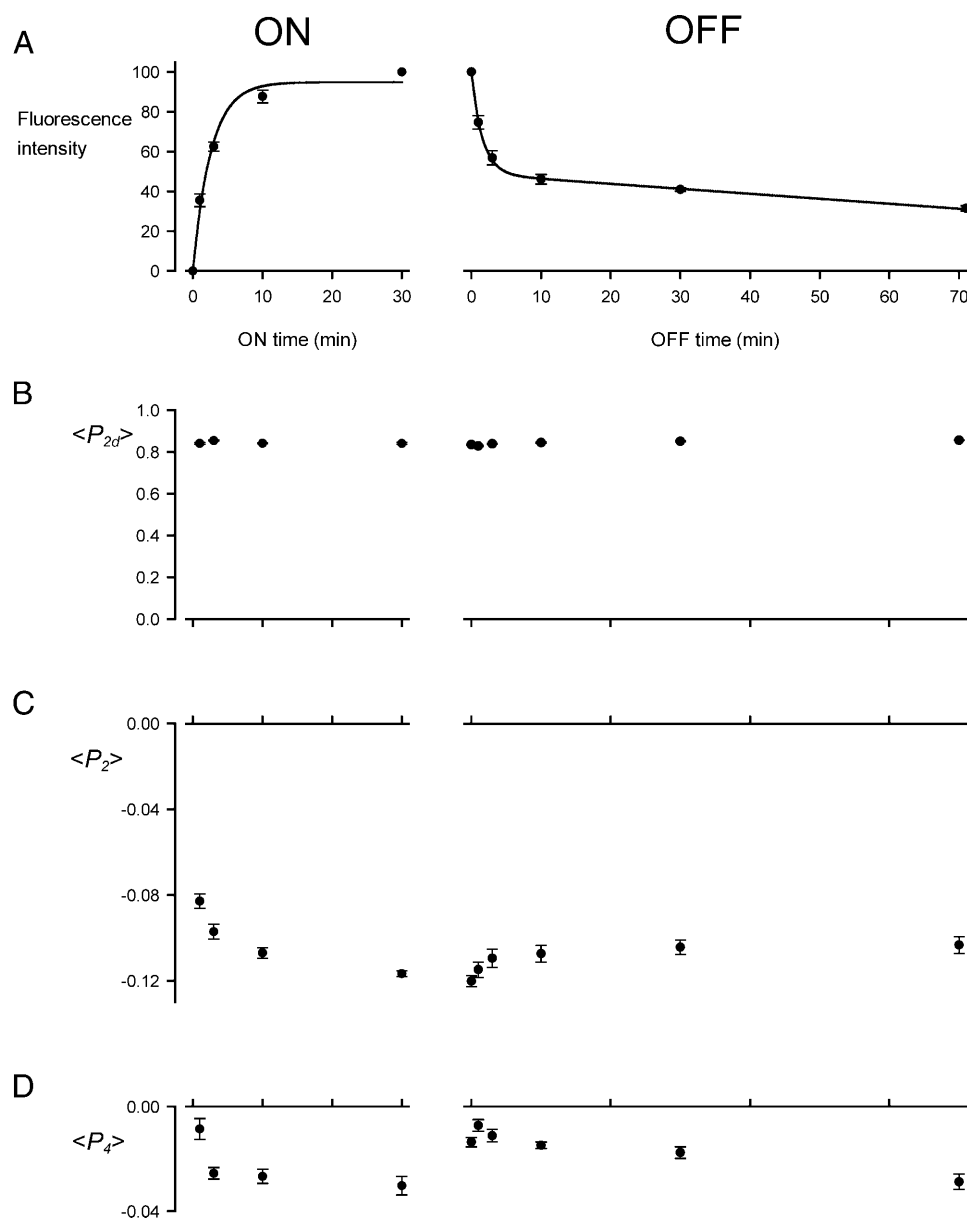 ON
OFF
A
Fluorescence
intensity
100
80
60
40
20
0
0 10 20 30
0 10 20 30 40 50 60 70
ON time (min)
OFF time (min)
B
<P2d>
1.0
0.8
0.6
0.4
0.2
0.0
C
<P2>
0.00
-0.04
-0.08
-0.12
D
<P4>
0.00
-0.04